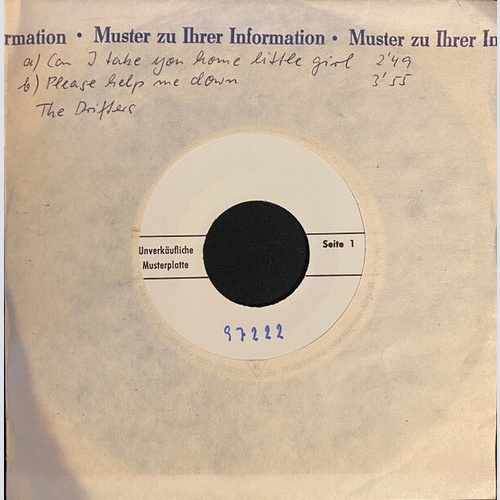 rmation • Muster zu Ihrer Information • Muster zu Ihrer In
a) Can I take you home little girl 2'49
b) Please help me down 3'55
The Drifters
Unverkäufliche
Musterplatte
Seite 1
97222